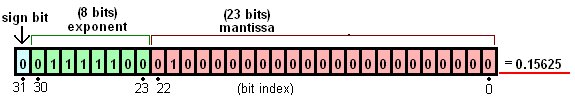 sign bit
(8 bits)
exponent
(23 bits)
mantissa
0 0 1 1 1 1 1 0 0 0 1 0 0 0 0 0 0 0 0 0 0 0 0 0 0 0 0 0 0 0 0 0 = 0.15625
31 30 23 22 (bit index) 0